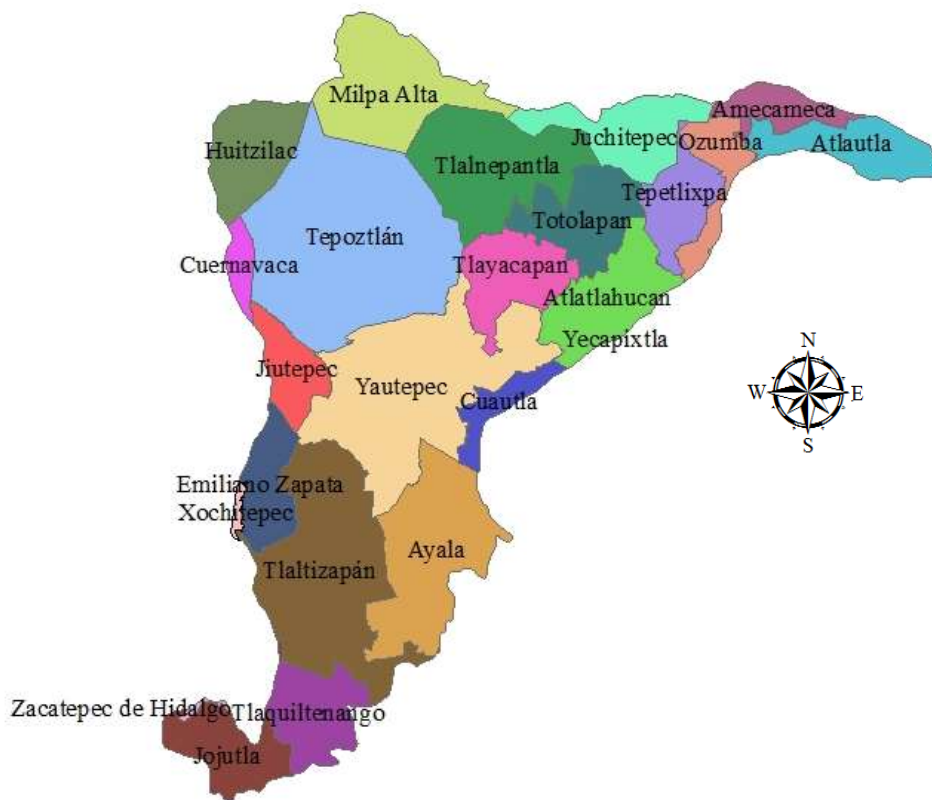 Milpa Alta
Amecameca
Juchitepec
Ozumba
Atlautla
Huitzilac
Tlalnepantla
Tepetlixpa
Totolapan
Tepoztlán
Cuernavaca
Tlayacapan
Atlatlahucan
Yecapixtla
N
Jiutepec
Yautepec
W
E
Cuautla
S
Emiliano Zapata
Xochitepec
Ayala
Tlaltizapán
Zacatepec de Hidalgo
Tlaquiltenango
Jojutla